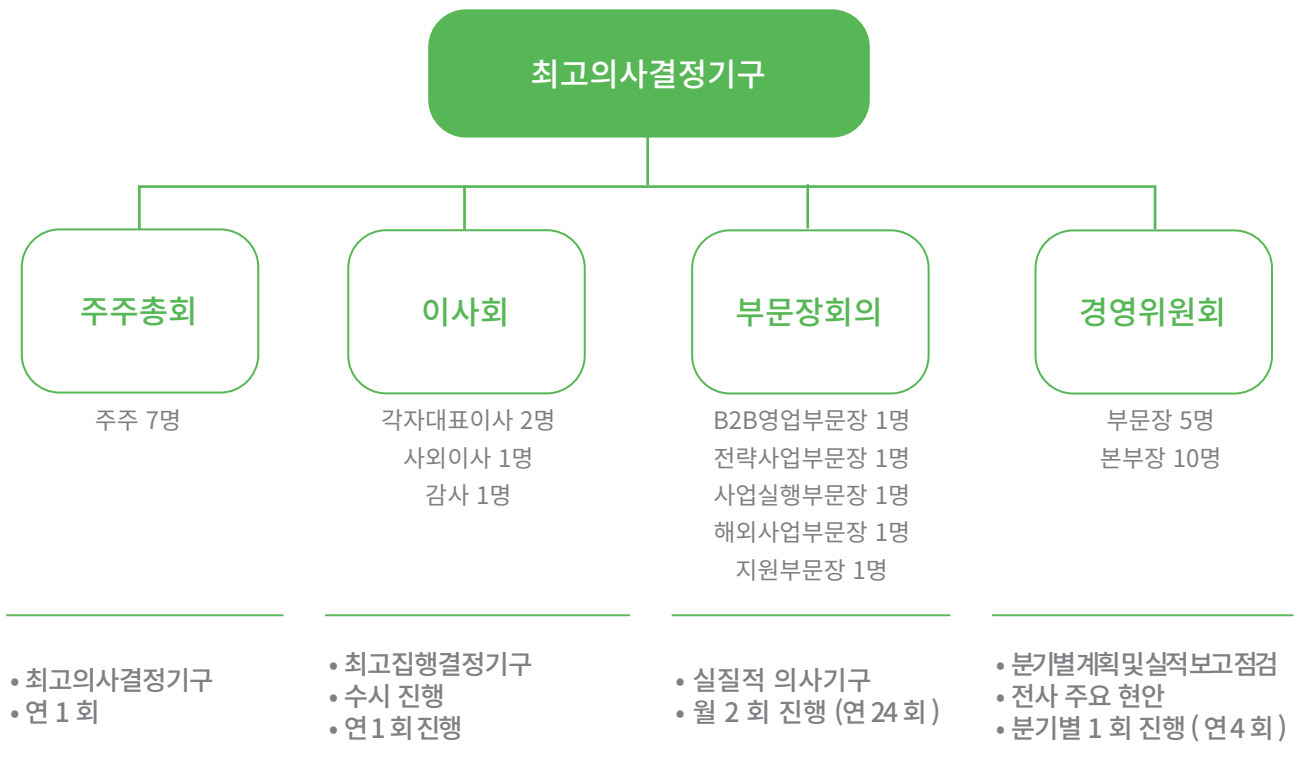 최고의사결정기구
주주총회
주주 7명
• 최고의사결정기구
• 연 1 회
이사회
각자대표이사 2명
사외이사 1명
감사 1명
• 최고집행결정기구
• 수시 진행
• 연1회 진행
부문장회의
B2B영업부문장 1명
전략사업부문장 1명
사업실행부문장 1명
해외사업부문장 1명
지원부문장 1명
• 실질적 의사기구
• 월 2 회 진행 (연 24 회 )
경영위원회
부문장 5명
본부장 10명
• 분기별계획및실적보고점검
• 전사 주요 현안
• 분기별 1 회 진행 ( 연4 회 )